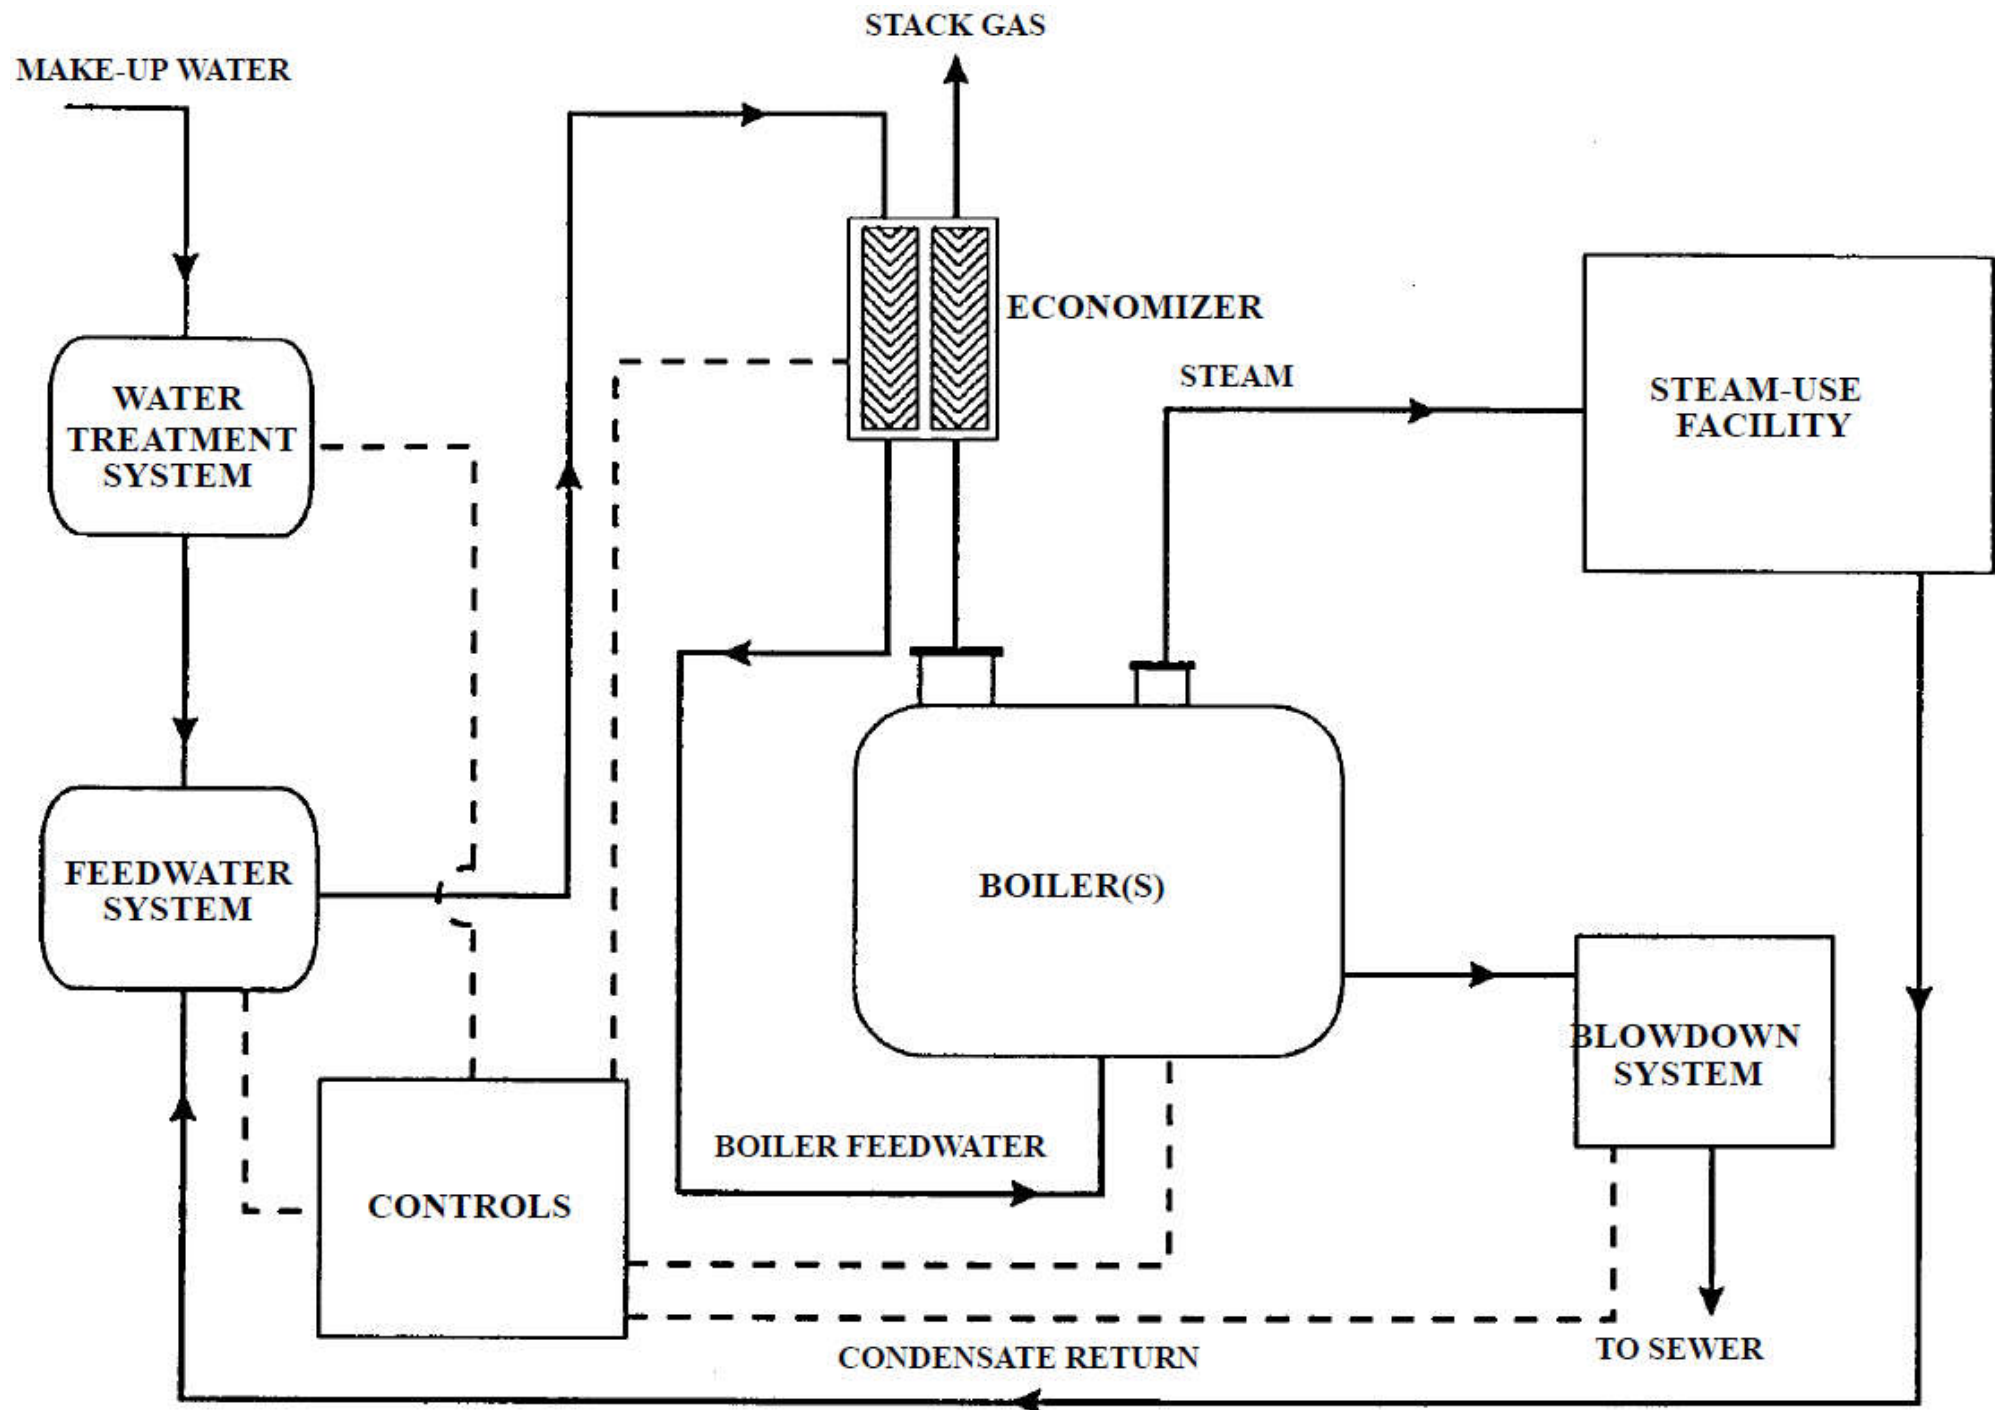 STACK GAS
MAKE-UP WATER
ECONOMIZER
STEAM
STEAM-USE
FACILITY
WATER
TREATMENT
SYSTEM
FEEDWATER
SYSTEM
BOILER(S)
BLOWDOWN
SYSTEM
BOILER FEEDWATER
CONTROLS
TO SEWER
CONDENSATE RETURN